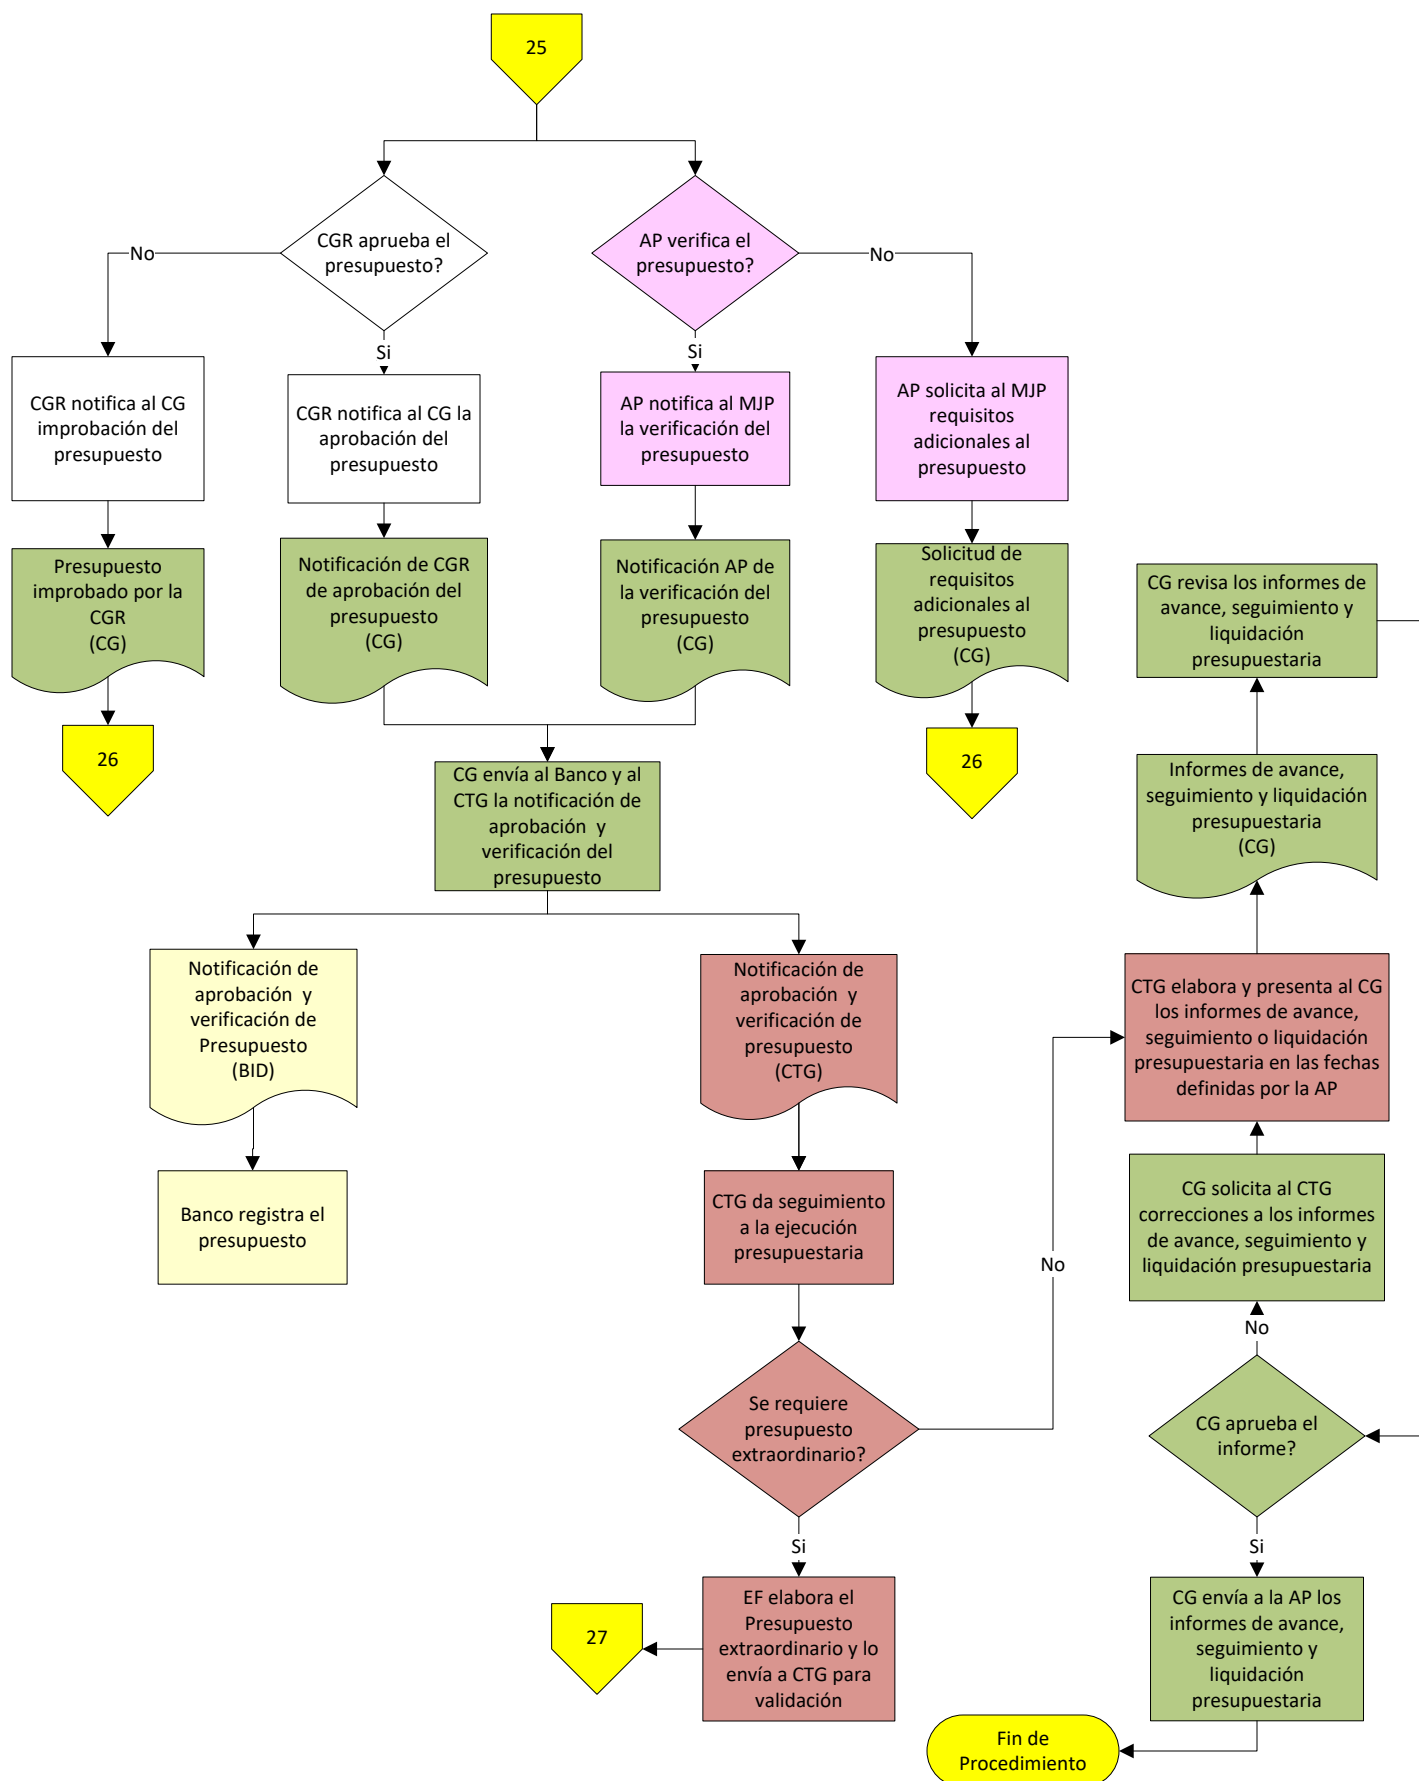 25
CGR aprueba el
presupuesto?
AP verifica el
presupuesto?
No
No
Si
Si
CGR notifica al CG
improbación del
presupuesto
CGR notifica al CG la
aprobación del
presupuesto
AP notifica al MJP
la verificación del
presupuesto
AP solicita al MJP
requisitos
adicionales al
presupuesto
Presupuesto
improbado por la
CGR
(CG)
Notificación de CGR
de aprobación del
presupuesto
(CG)
Notificación AP de
la verificación del
presupuesto
(CG)
Solicitud de
requisitos
adicionales al
presupuesto
(CG)
CG revisa los informes de
avance, seguimiento y
liquidación
presupuestaria
26
26
CG envía al Banco y al
CTG la notificación de
aprobación  y
verificación del
presupuesto
Informes de avance,
seguimiento y liquidación
presupuestaria
(CG)
Notificación de
aprobación  y
verificación de
Presupuesto
(BID)
Notificación de
aprobación  y
verificación de
presupuesto
(CTG)
CTG elabora y presenta al CG
los informes de avance,
seguimiento o liquidación
presupuestaria en las fechas
definidas por la AP
Banco registra el
presupuesto
CTG da seguimiento
a la ejecución
presupuestaria
CG solicita al CTG
correcciones a los informes
de avance, seguimiento y
liquidación presupuestaria
No
No
Se requiere
presupuesto
extraordinario?
CG aprueba el
informe?
Si
Si
27
EF elabora el
Presupuesto
extraordinario y lo
envía a CTG para
validación
CG envía a la AP los
informes de avance,
seguimiento y
liquidación
presupuestaria
Fin de
Procedimiento